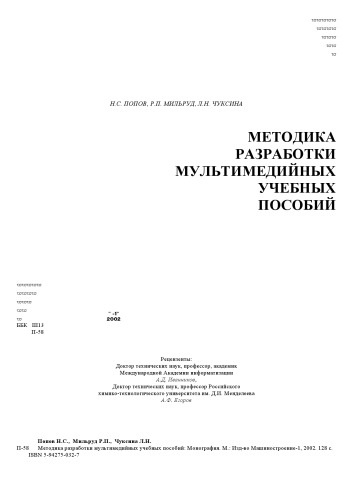 Н.С. ПОПОВ, Р.П. МИЛЬРУД, Л.Н. ЧУКСИНА
МЕТОДИКА
РАЗРАБОТКИ
МУЛЬТИМЕДИЙНЫХ
УЧЕБНЫХ
ПОСОБИЙ
2002
ББК Ш13
П-58
Рецензенты:
Доктор технических наук, профессор, академик
Международной Академии информатизации
А.Д. Иванников,
Доктор технических наук, профессор Российского
химико-технологического университета им. Д.И. Менделеева
А.Ф. Егоров
Попов Н.С., Мильруд Р.П., Чуксина Л.Н.
П-58 Методика разработки мультимедийных учебных пособий: Монография. М.: Изд-во Машиностроение-1, 2002. 128 с.
ISBN 5-94275-032-7